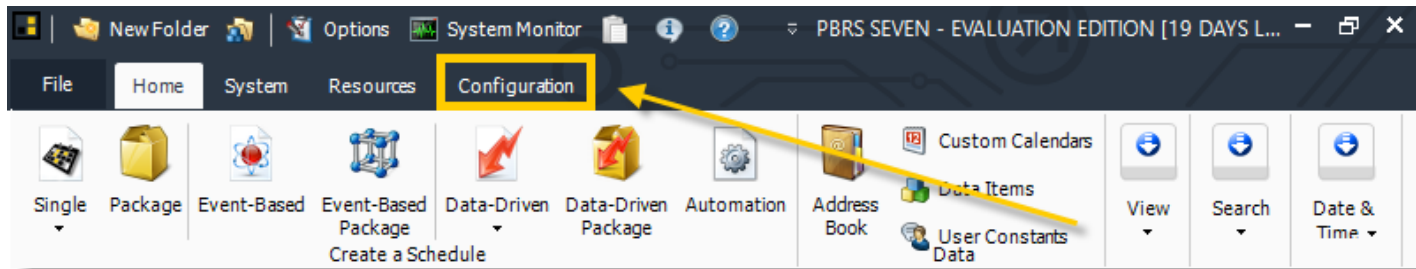 New Folder Options System Monitor PBRS SEVEN - EVALUATION EDITION [19 DAYS L...
File Home System Resources Configuration
12 Custom Calendars
Data Items
Single Package Event-Based Event-Based Data-Driven Data-Driven Automation Address View Search Date &
Package Package Book User Constants Time
Create a Schedule Data